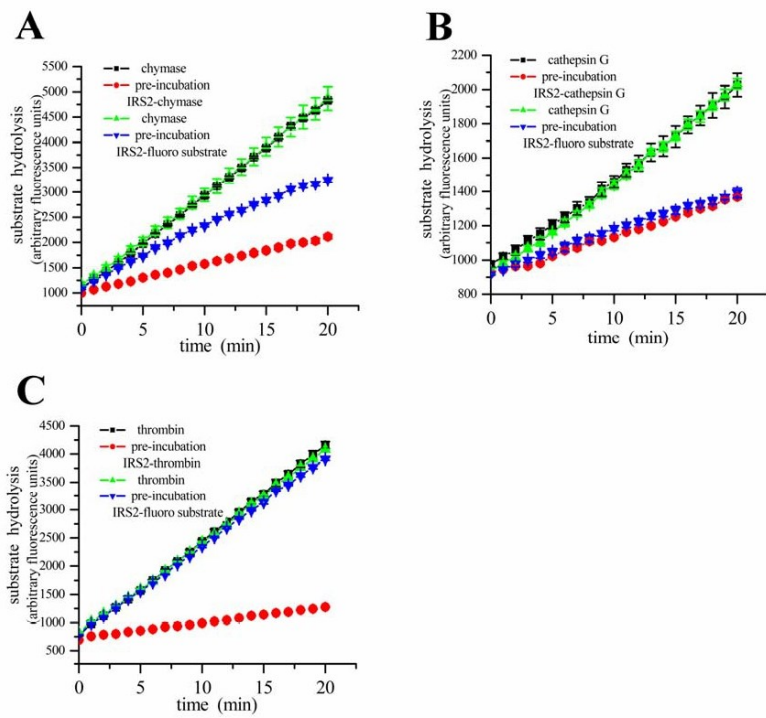 A
substrate hydrolysis
(arbitrary fluorescence units)
5500
5000
4500
4000
3500
3000
2500
2000
1500
1000
chymase
pre-incubation
IRS2-chymase
chymase
pre-incubation
IRS2-fluoro substrate
0 5 10 15 20
time (min)
B
substrate hydrolysis
(arbitrary fluorescence units)
2200
2000
1800
1600
1400
1200
1000
800
cathepsin G
pre-incubation
IRS2-cathepsin G
cathepsin G
pre-incubation
IRS2-fluoro substrate
0 5 10 15 20
time (min)
C
substrate hydrolysis
(arbitrary fluorescence units)
4500
4000
3500
3000
2500
2000
1500
1000
500
thrombin
pre-incubation
IRS2-thrombin
thrombin
pre-incubation
IRS2-fluoro substrate
0 5 10 15 20
time (min)